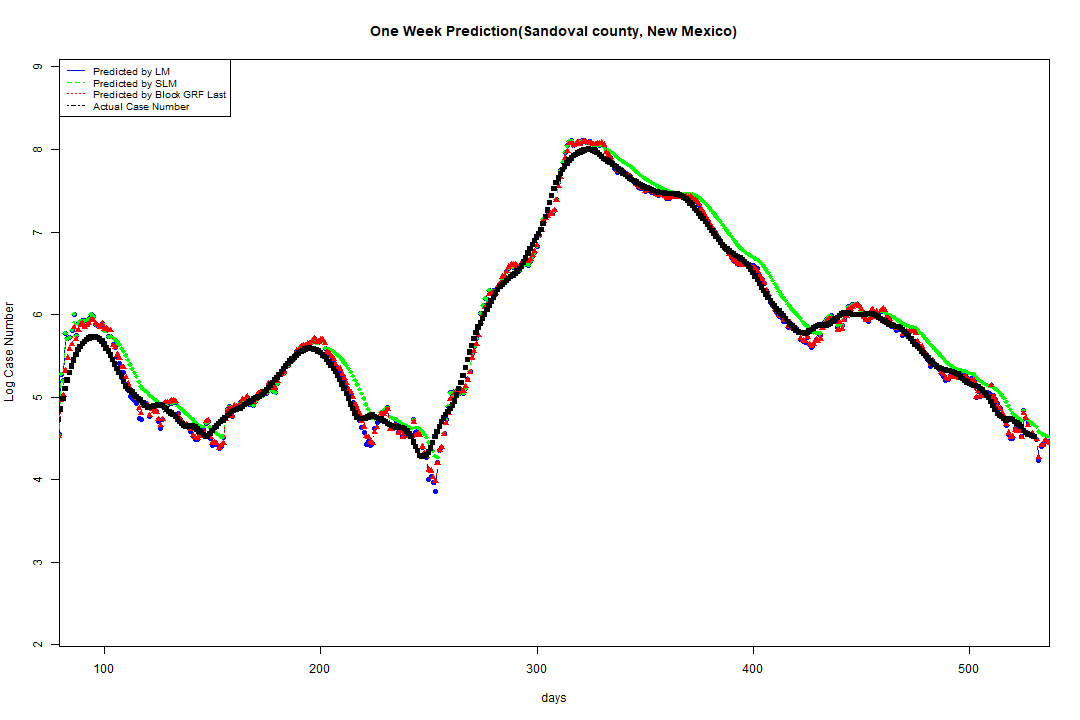 One Week Prediction(Sandoval county, New Mexico)
Predicted by LM
Predicted by SLM
Predicted by Block GRF Last
Actual Case Number
Log Case Number
9
8
7
6
5
4
3
2
100 200 300 400 500
days